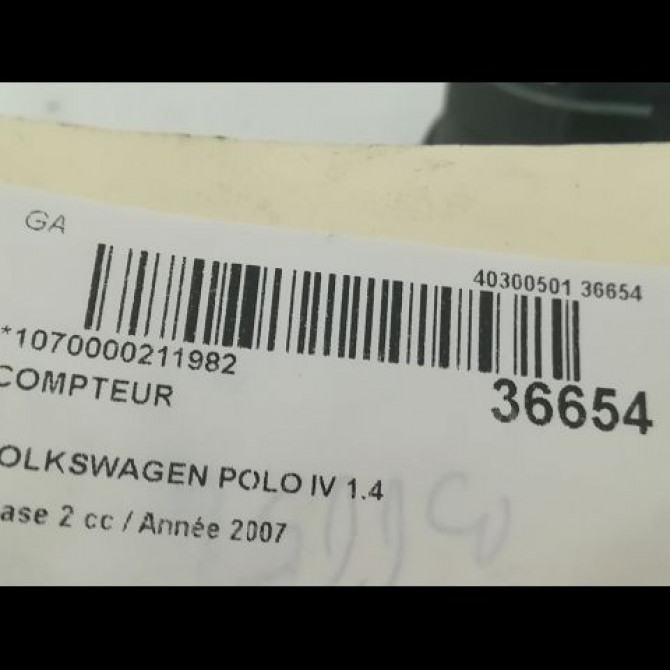 GA
40300501 36654
*1070000211982
36654
COMPTEUR
OLKSWAGEN POLO IV 1.4
ase 2 cc / Année 2007